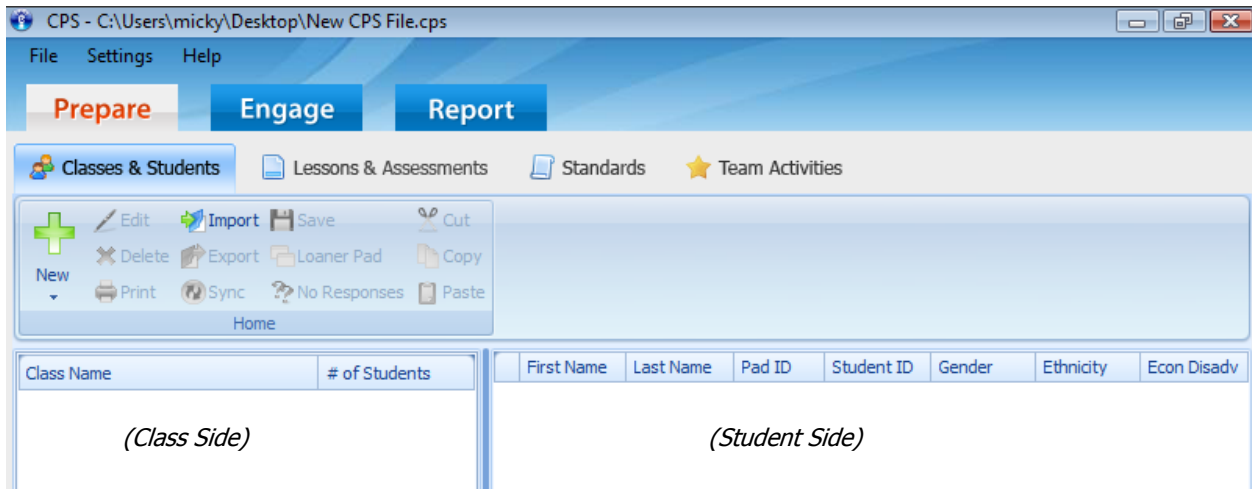 CPS - C:\Users\micky\Desktop\New CPS File.cps
File Settings Help
Prepare Engage Report
Classes & Students Lessons & Assessments Standards Team Activities
Edit Import Save Cut
Delete Export Loaner Pad Copy
New
Print Sync No Responses Paste
Home
Class Name # of Students First Name Last Name Pad ID Student ID Gender Ethnicity Econ Disadv
(Class Side) (Student Side)